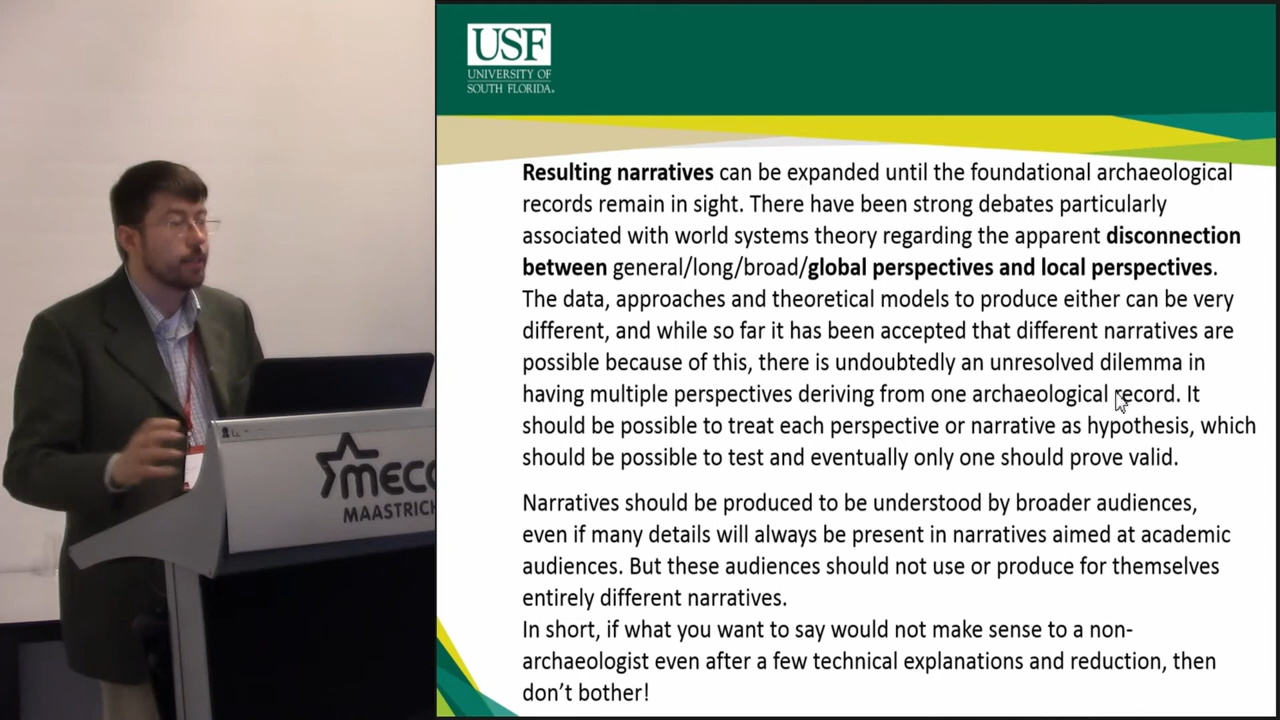 USF
UNIVERSITY OF
SOUTH FLORIDA.
Resulting narratives can be expanded until the foundational archaeological
records remain in sight. There have been strong debates particularly
associated with world systems theory regarding the apparent disconnection
between general/long/broad/global perspectives and local perspectives.
The data, approaches and theoretical models to produce either can be very
different, and while so far it has been accepted that different narratives are
possible because of this, there is undoubtedly an unresolved dilemma in
having multiple perspectives deriving from one archaeological record. It
should be possible to treat each perspective or narrative as hypothesis, which
should be possible to test and eventually only one should prove valid.
Narratives should be produced to be understood by broader audiences,
even if many details will always be present in narratives aimed at academic
audiences. But these audiences should not use or produce for themselves
entirely different narratives.
In short, if what you want to say would not make sense to a non-
archaeologist even after a few technical explanations and reduction, then
don't bother!
MECC
MAASTRICH